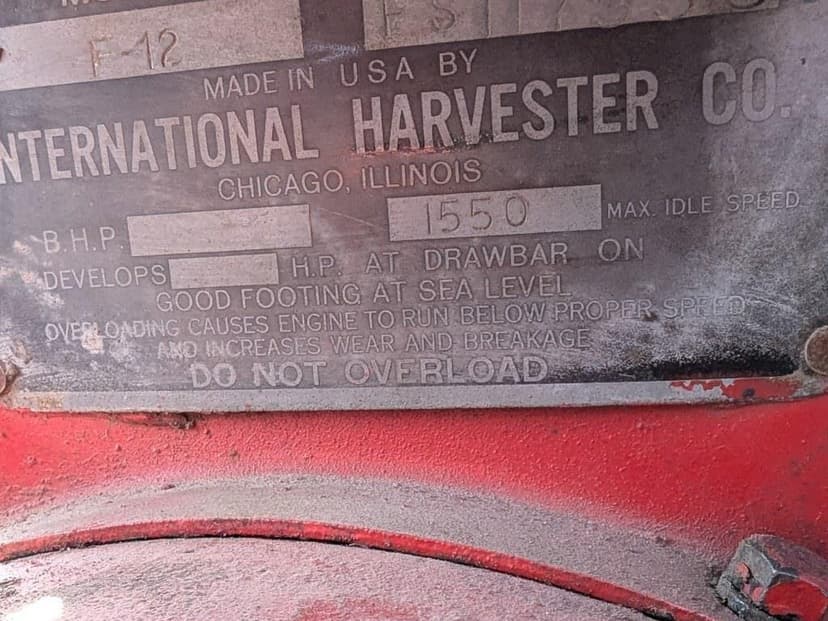 F-12 FS
MADE IN USA BY
INTERNATIONAL HARVESTER CO.
CHICAGO, ILLINOIS
B.H.P. 1550 MAX. IDLE SPEED
DEVELOPS H.P. AT DRAWBAR ON
GOOD FOOTING AT SEA LEVEL
OVERLOADING CAUSES ENGINE TO RUN BELOW PROPER SPEED
AND INCREASES WEAR AND BREAKAGE
DO NOT OVERLOAD